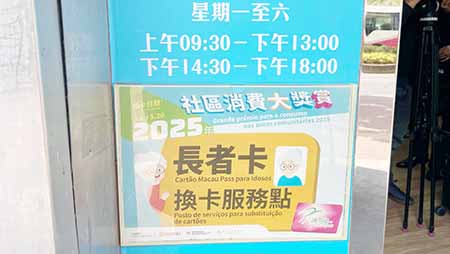 星期一至六
上午09:30－下午13:00
下午14:30－下午18:00
社區消費大獎賞
Grande prémio para o consumo
nas zonas comunitárias 2025
2025年
長者卡
Cartão Macau Pass para Idosos
換卡服務點
Posto de serviços para substituição
de cartões